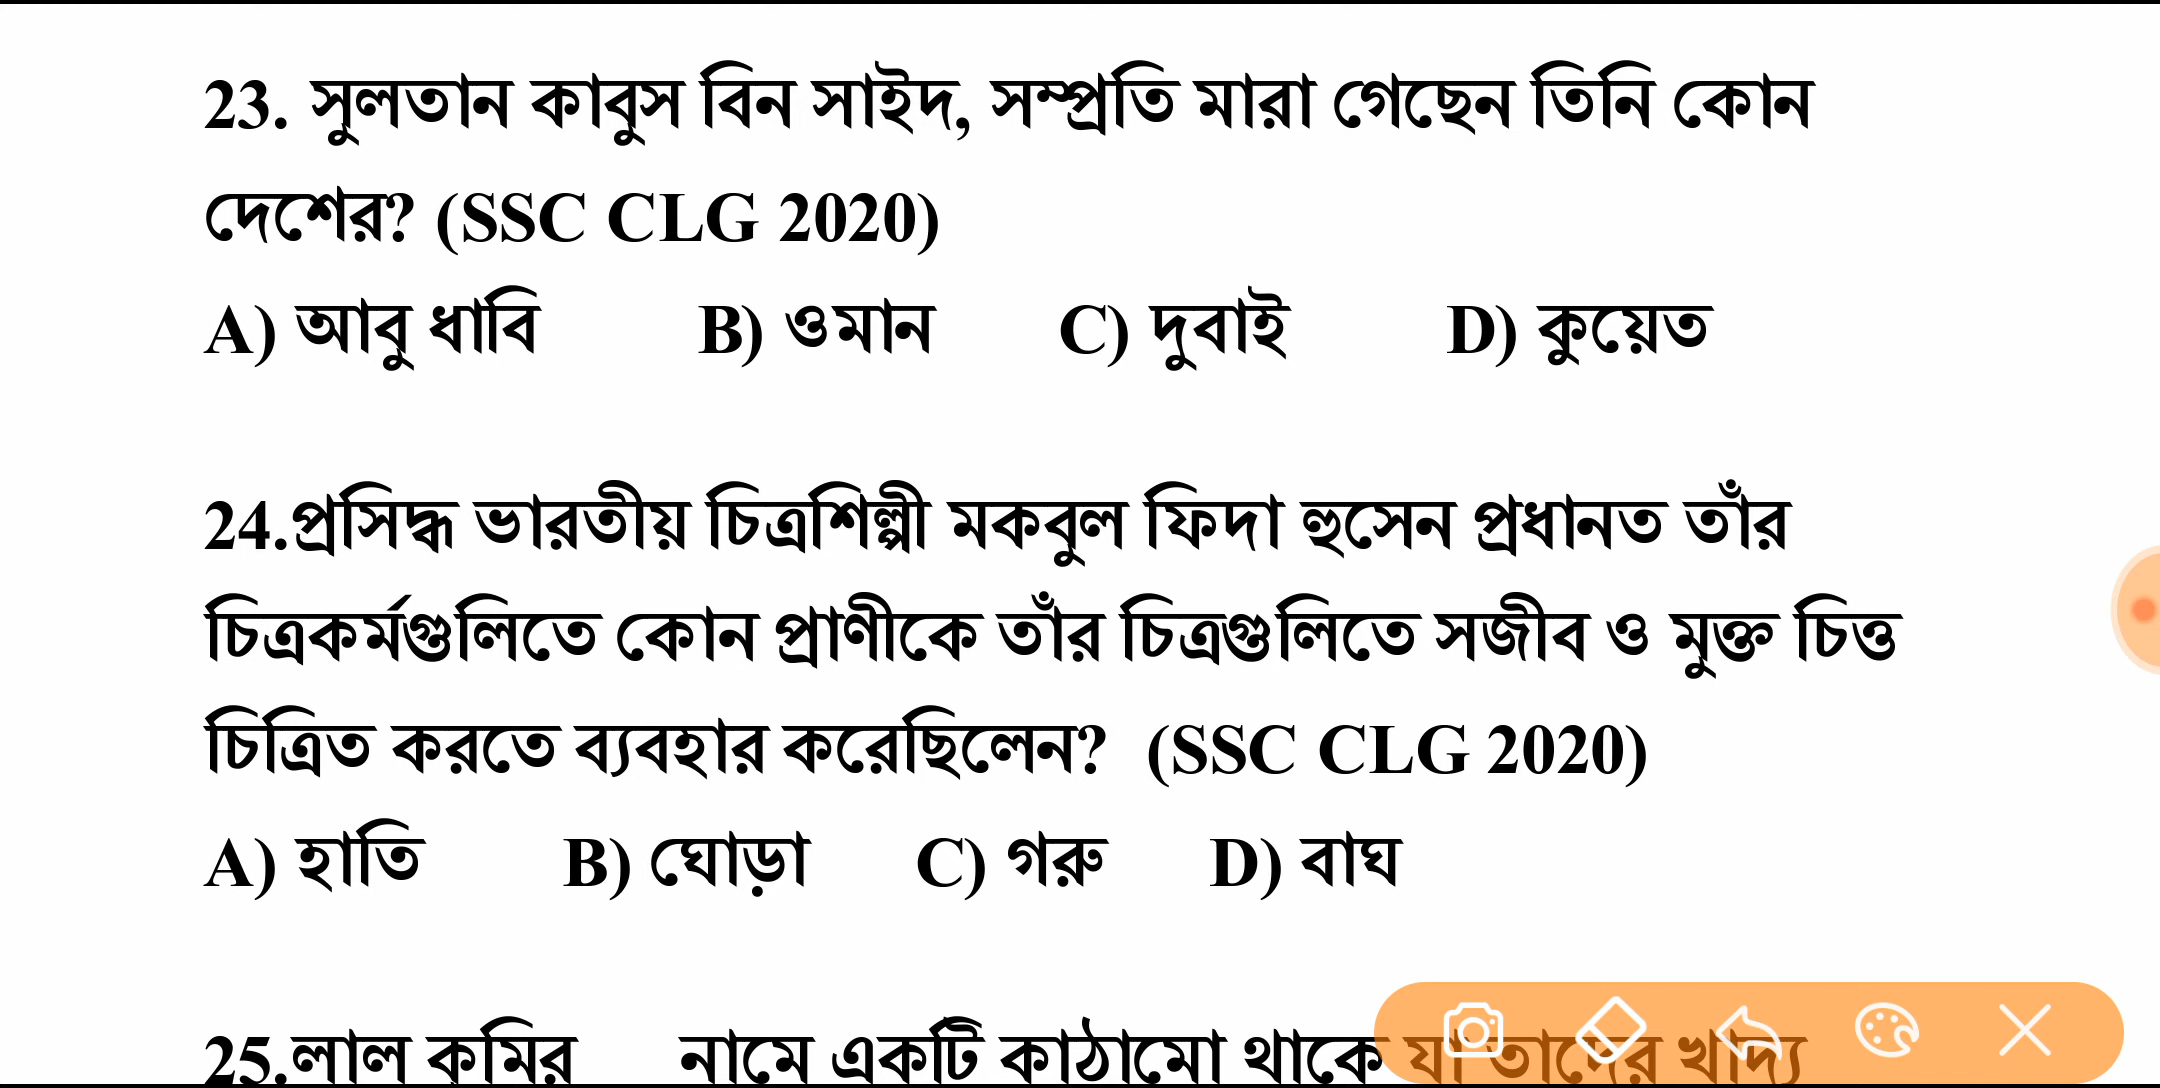 23. সুলতান কাবুস বিন সাইদ, সম্প্রতি মারা গেছেন তিনি কোন
দেশের? (SSC CLG 2020)
A) আবু ধাবি B) ওমান C) দুবাই D) কুয়েত
24.প্রসিদ্ধ ভারতীয় চিত্রশিল্পী মকবুল ফিদা হুসেন প্রধানত তাঁর
চিত্রকর্মগুলিতে কোন প্রাণীকে তাঁর চিত্রগুলিতে সজীব ও মুক্ত চিত্ত
চিত্রিত করতে ব্যবহার করেছিলেন? (SSC CLG 2020)
A) হাতি B) ঘোড়া C) গরু D) বাঘ
25.লাল কৃমির নামে একটি কাঠামো থাকে যা তাদের খাদ্য